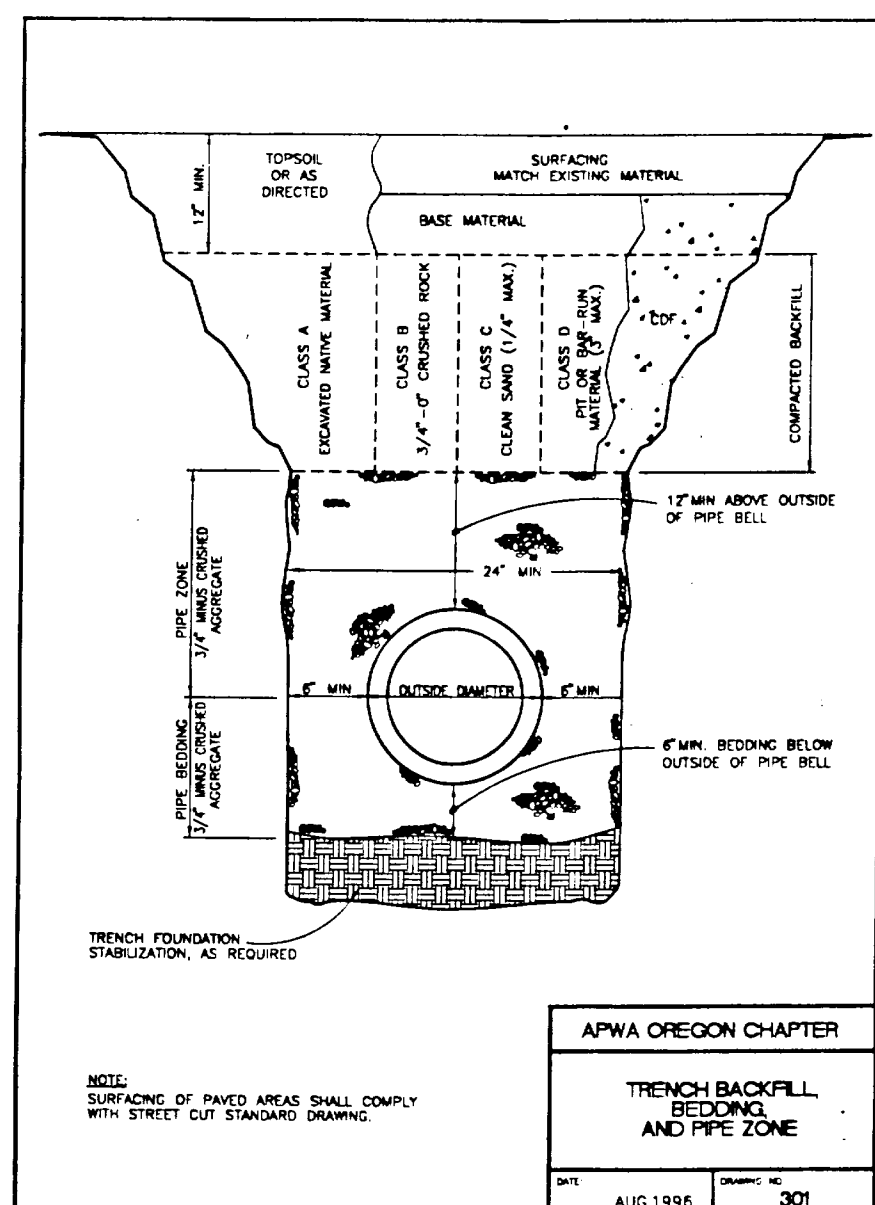 12" MIN.
TOPSOIL
OR AS
DIRECTED
SURFACING
MATCH EXISTING MATERIAL
BASE MATERIAL
CLASS A
EXCAVATED NATIVE MATERIAL
CLASS B
3/4"-0" CRUSHED ROCK
CLASS C
CLEAN SAND (1/4" MAX.)
CLASS D
PIT OR BAR-RUN
MATERIAL (3" MAX.)
CDF
COMPACTED BACKFILL
12" MIN ABOVE OUTSIDE
OF PIPE BELL
24" MIN
PIPE ZONE
3/4" MINUS CRUSHED
AGGREGATE
6" MIN
OUTSIDE DIAMETER
6" MIN
PIPE BEDDING
3/4" MINUS CRUSHED
AGGREGATE
6" MIN. BEDDING BELOW
OUTSIDE OF PIPE BELL
TRENCH FOUNDATION
STABILIZATION, AS REQUIRED
NOTE:
SURFACING OF PAVED AREAS SHALL COMPLY
WITH STREET CUT STANDARD DRAWING.
APWA OREGON CHAPTER
TRENCH BACKFILL,
BEDDING,
AND PIPE ZONE
DATE:
AUG 1996
DRAWING NO
301